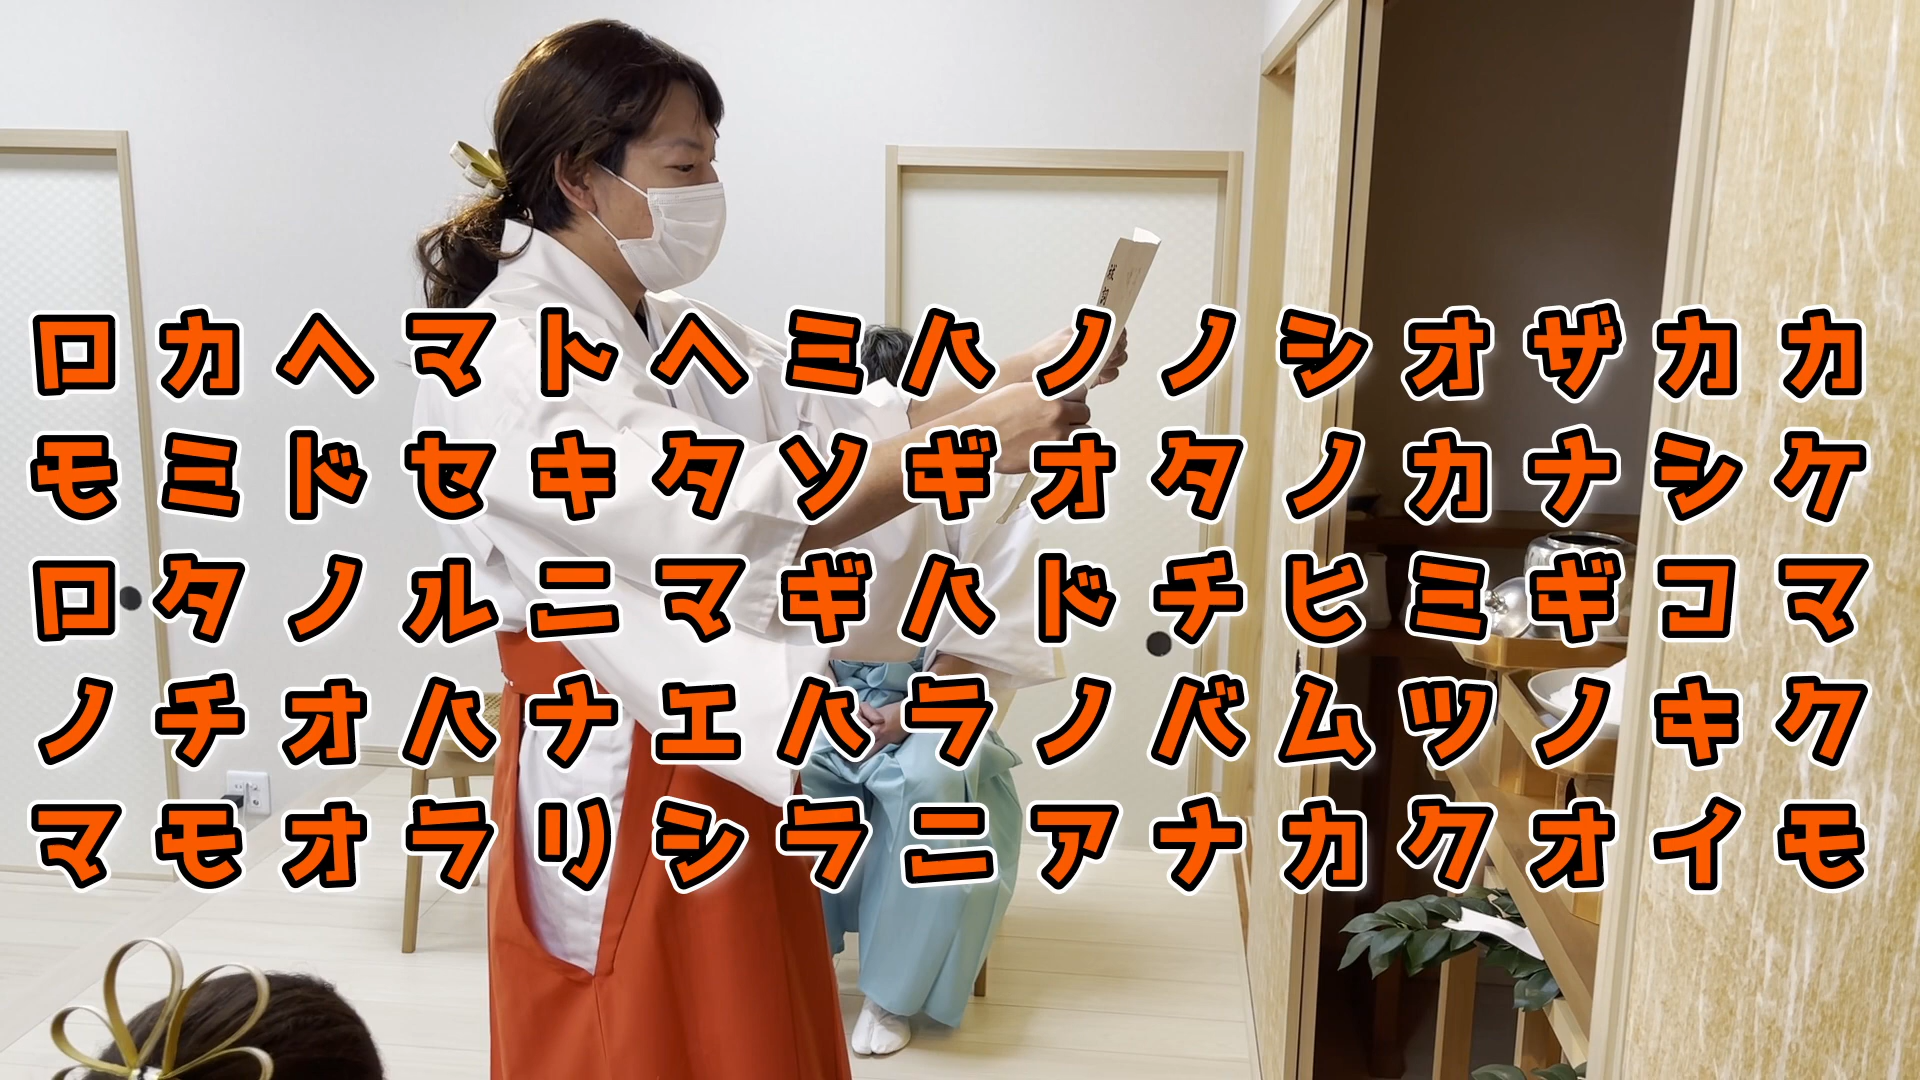 カケマクモ
カシコキイ
ザナギノオ
オカミツク
シノヒムカ
ノタチバナ
ノオドノア
ハギハラニ
ミソギハラ
ヘタマエシ
トキニナリ
マセルハラ
ヘドノオオ
カミタチモ
ロモロノマ